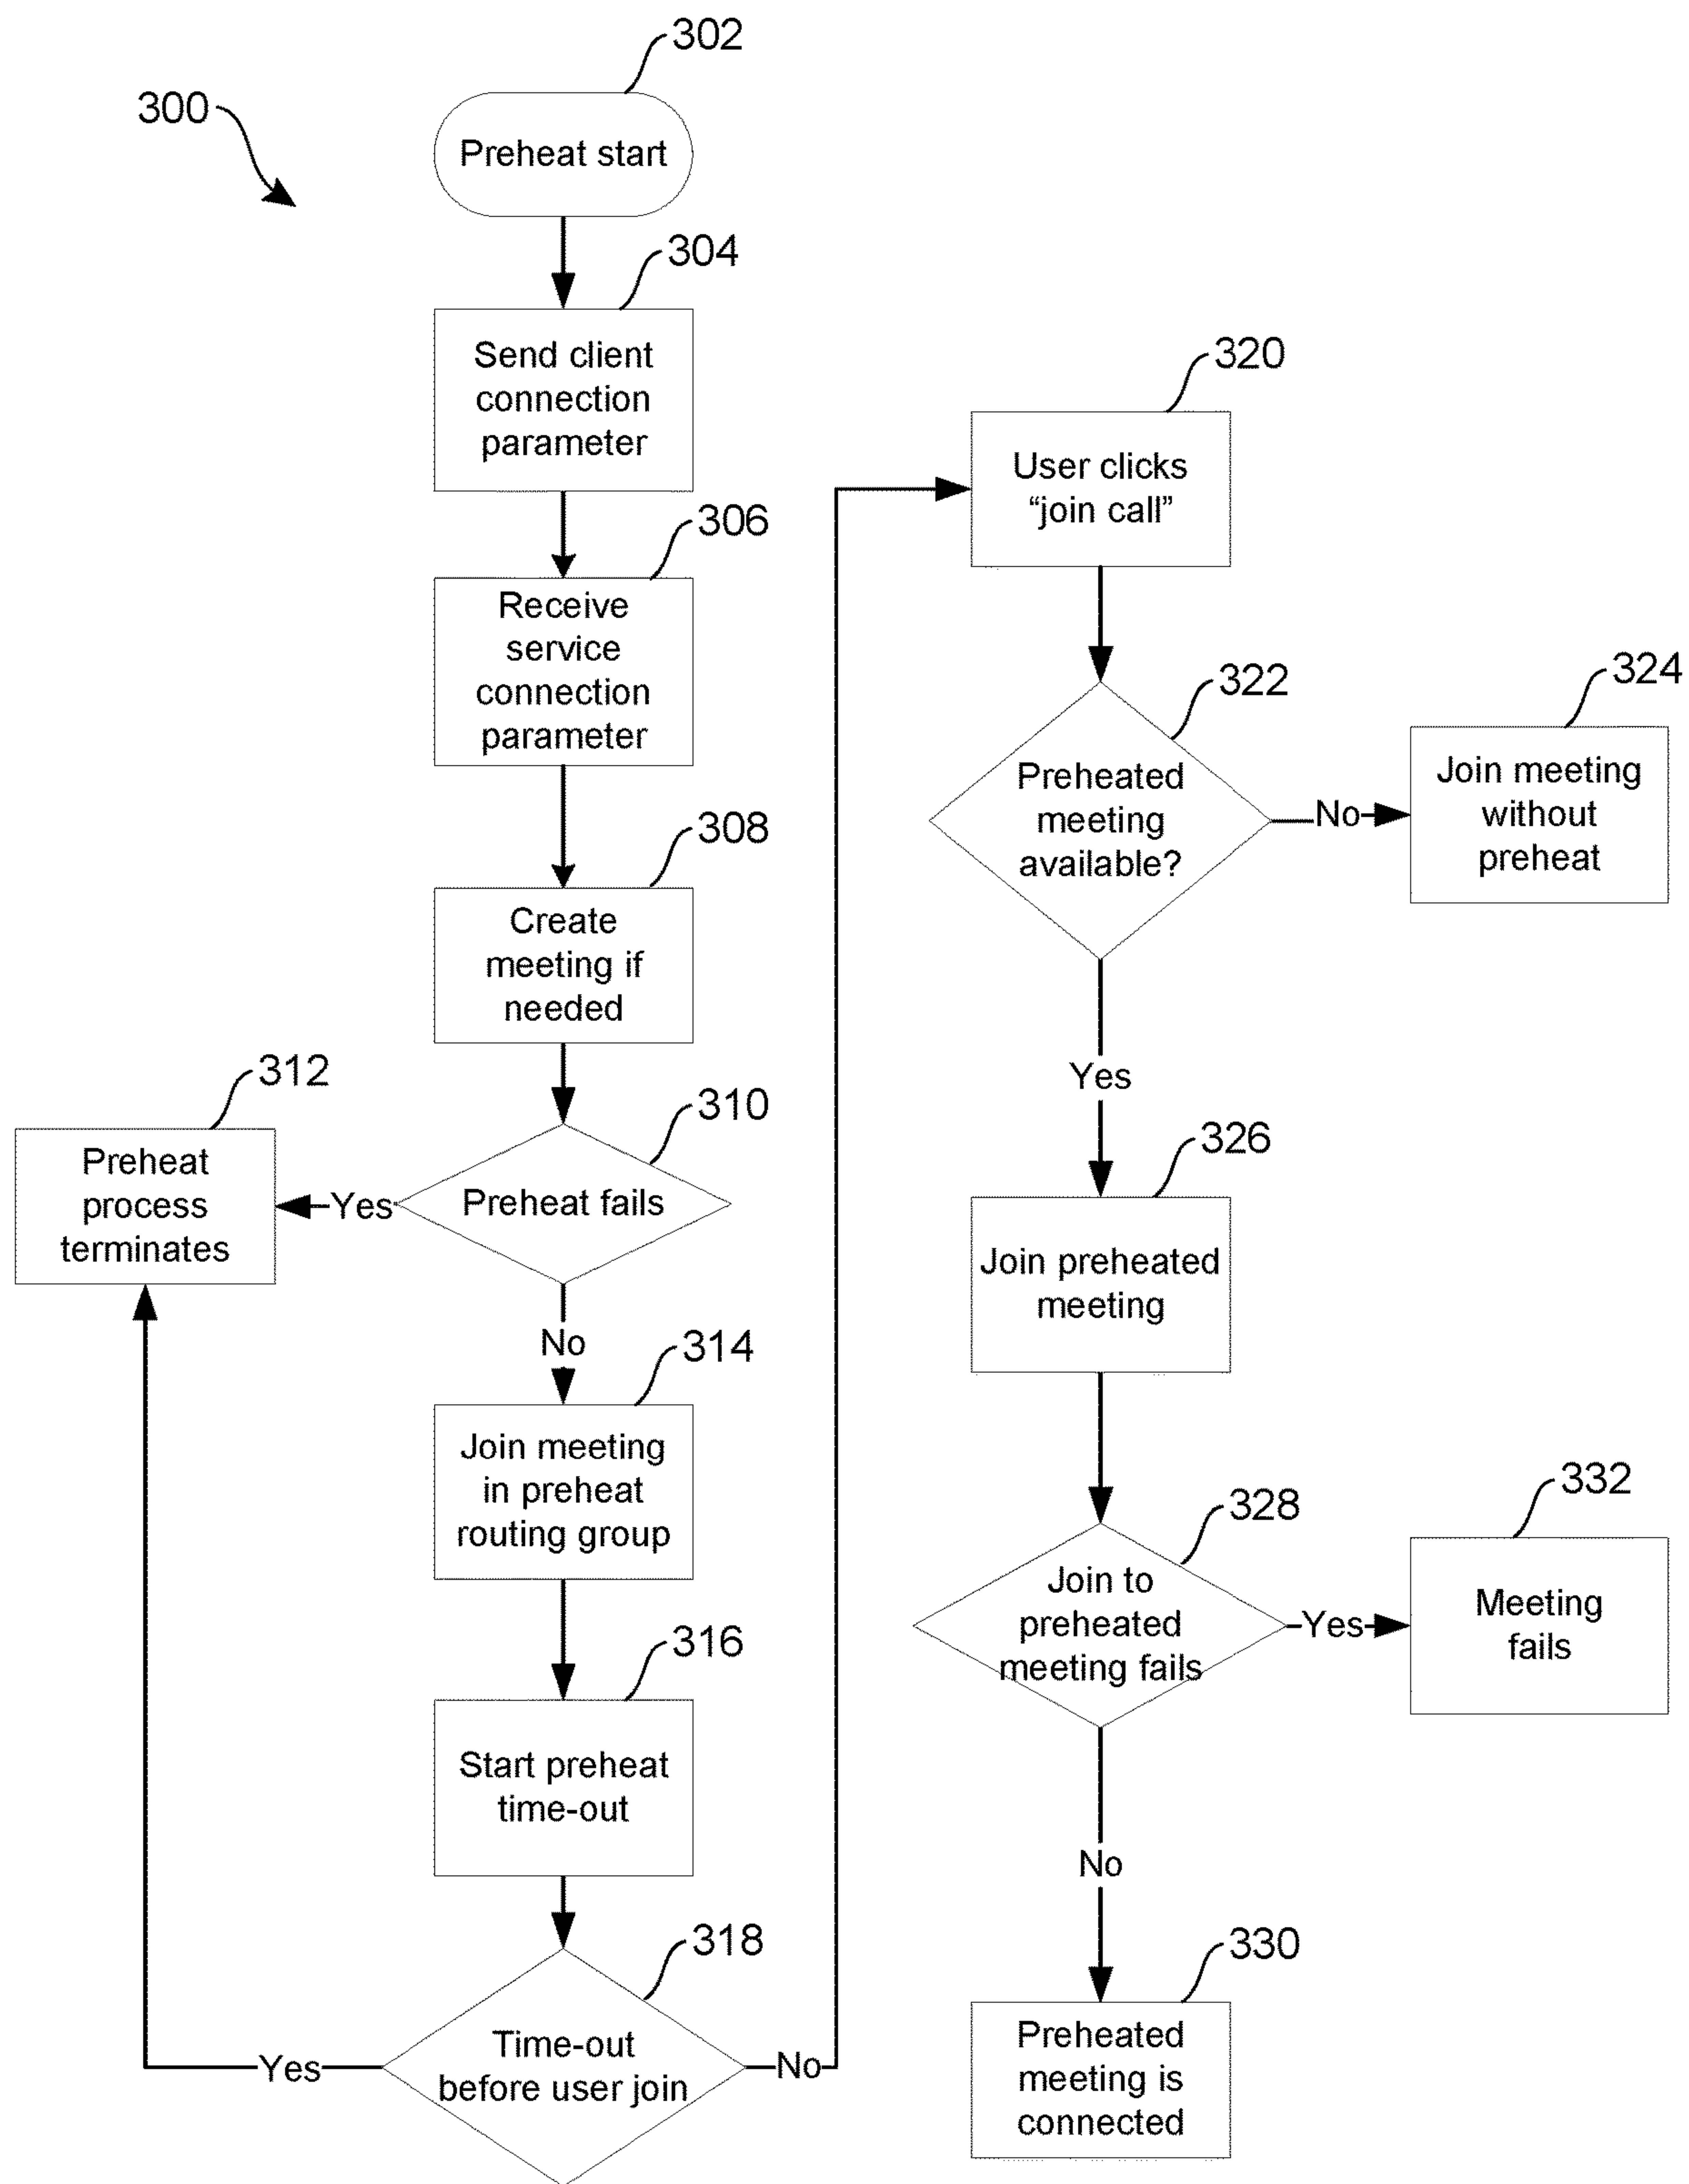 302
300
Preheat start
304
Send client
connection
parameter
306
Receive
service
connection
parameter
308
Create
meeting if
needed
310
Preheat fails
Yes
312
Preheat
process
terminates
No
314
Join meeting
in preheat
routing group
316
Start preheat
time-out
318
Time-out
before user join
Yes
No
320
User clicks
“join call”
322
Preheated
meeting
available?
No
324
Join meeting
without
preheat
Yes
326
Join preheated
meeting
328
Join to
preheated
meeting fails
Yes
332
Meeting
fails
No
330
Preheated
meeting is
connected